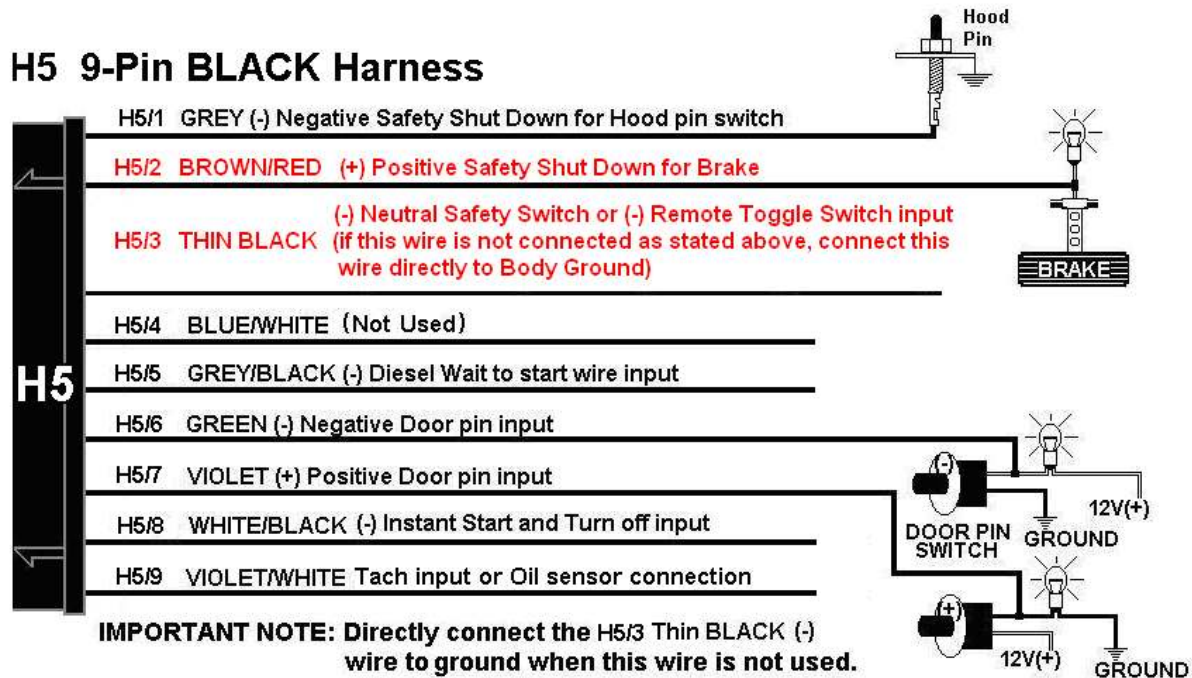 H5 9-Pin BLACK Harness
Hood
Pin
H5/1 GREY (-) Negative Safety Shut Down for Hood pin switch
H5/2 BROWN/RED (+) Positive Safety Shut Down for Brake
(-) Neutral Safety Switch or (-) Remote Toggle Switch input
H5/3 THIN BLACK (if this wire is not connected as stated above, connect this
wire directly to Body Ground)
BRAKE
H5/4 BLUE/WHITE (Not Used)
H5
H5/5 GREY/BLACK (-) Diesel Wait to start wire input
H5/6 GREEN (-) Negative Door pin input
H5/7 VIOLET (+) Positive Door pin input
(-)
12V(+)
DOOR PIN
SWITCH
GROUND
H5/8 WHITE/BLACK (-) Instant Start and Turn off input
H5/9 VIOLET/WHITE Tach input or Oil sensor connection
(+)
12V(+)
GROUND
IMPORTANT NOTE: Directly connect the H5/3 Thin BLACK (-)
wire to ground when this wire is not used.